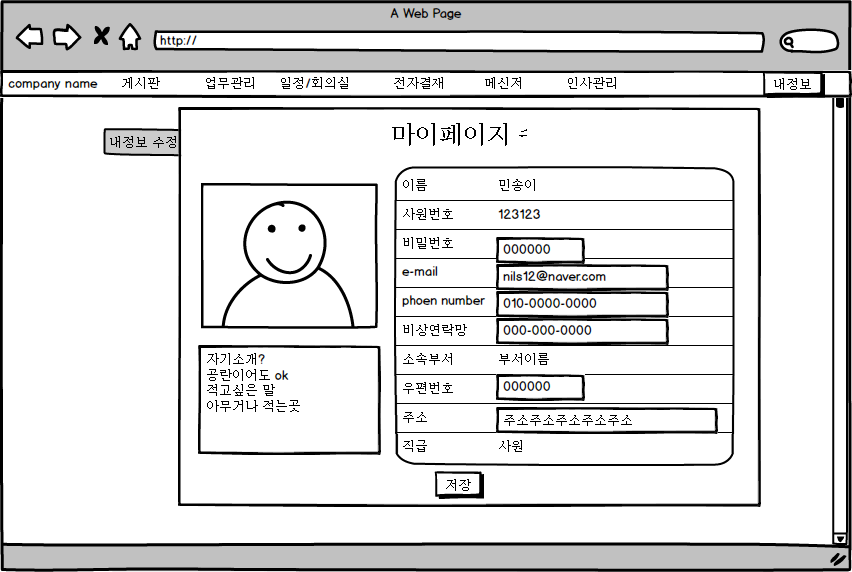 A Web Page
http://
company name 게시판 업무관리 일정/회의실 전자결재 메신저 인사관리 내정보
내정보 수정
마이페이지
이름 민송이
사원번호 123123
비밀번호 000000
e-mail nils12@naver.com
phoen number 010-0000-0000
비상연락망 000-000-0000
소속부서 부서이름
우편번호 000000
주소 주소주소주소주소주소
직급 사원
자기소개?
공란이어도 ok
적고싶은 말
아무거나 적는곳
저장